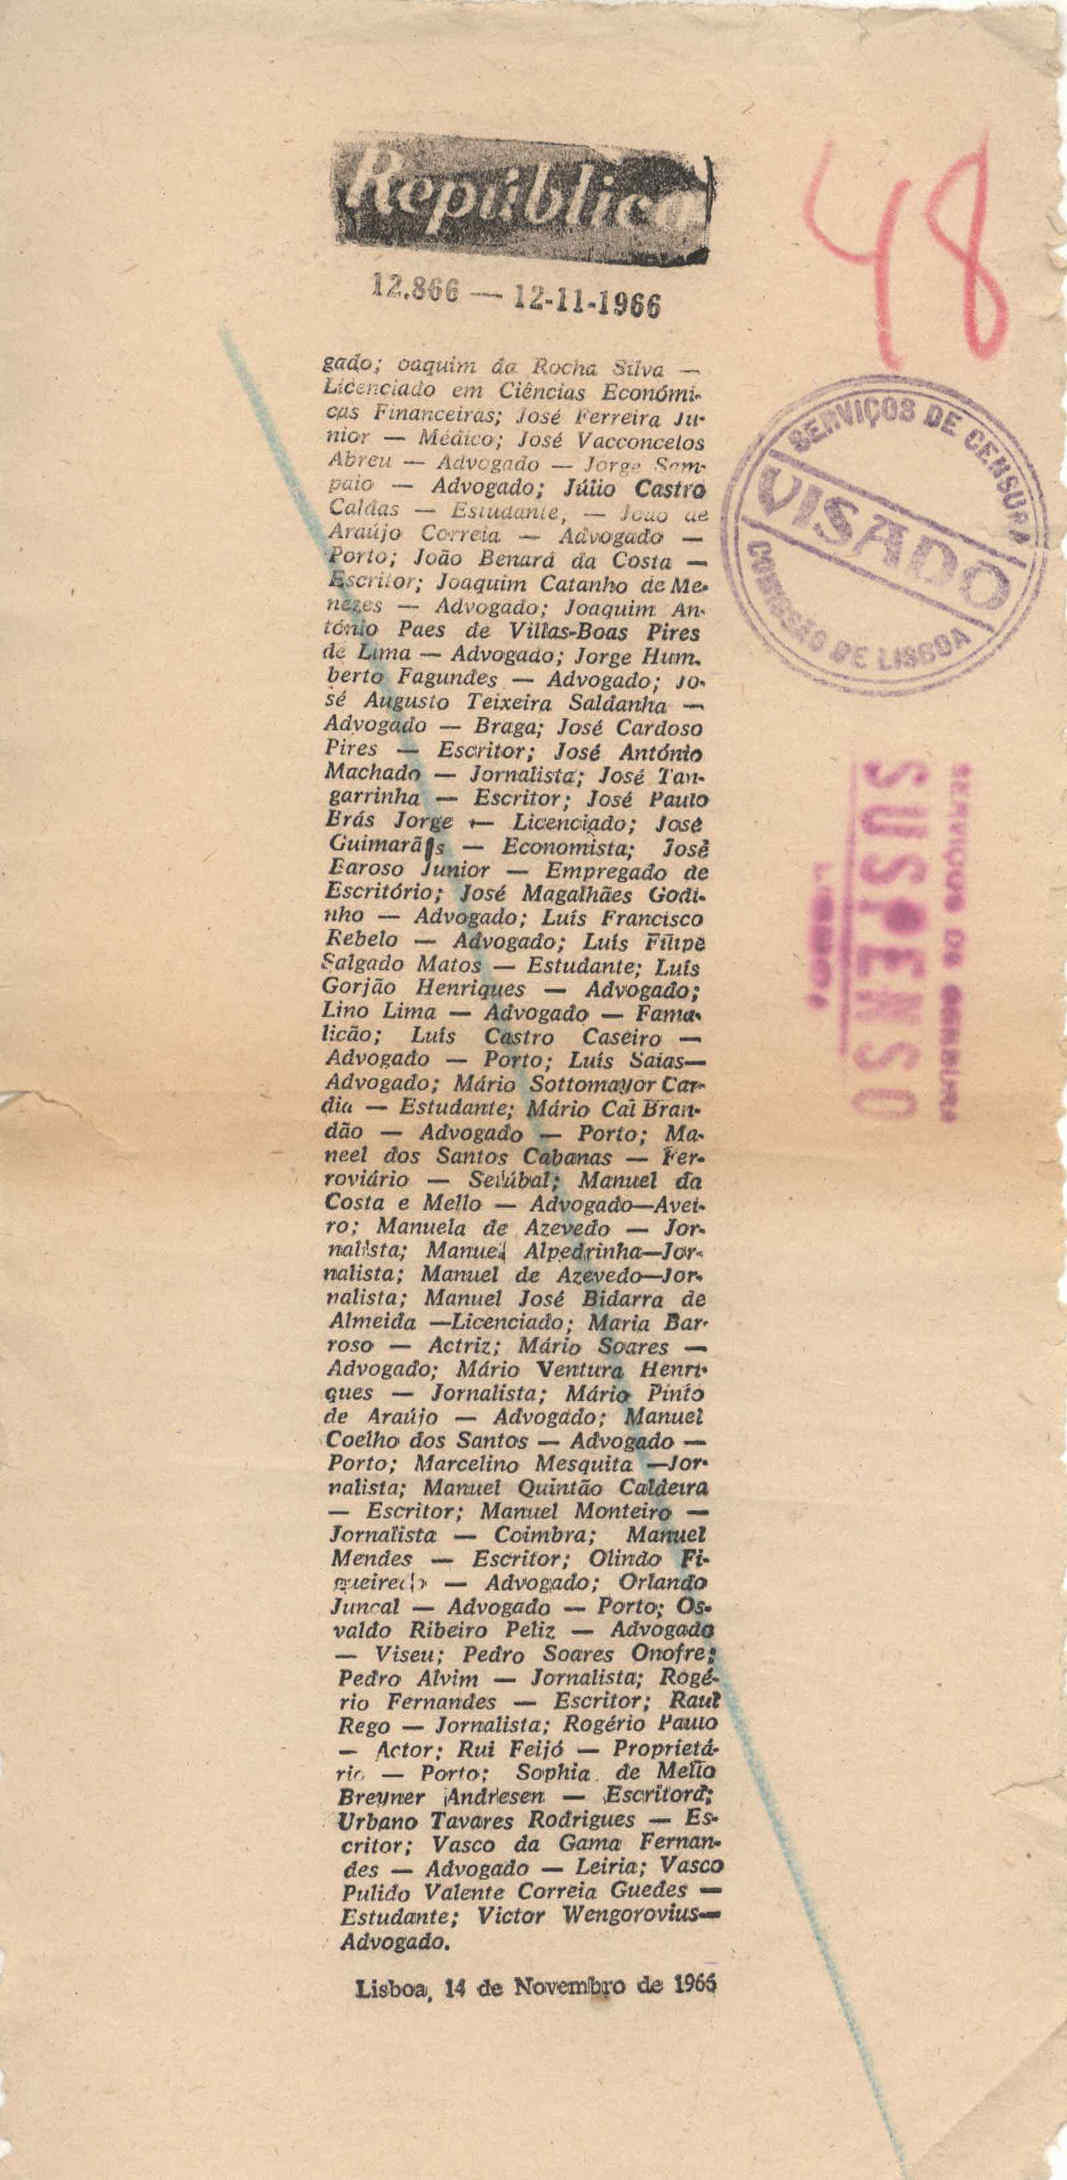 República
48
12.866 — 12-11-1966
gado; oaquim da Rocha Silva —
Licenciado em Ciências Económi-
cas Financeiras; José Ferreira Ju-
nior — Médico; José Vacconcelos
Abreu — Advogado — Jorge Sam-
paio — Advogado; Júlio Castro
Caldas — Estudante, — João de
Araújo Correia — Advogado —
Porto; João Benard da Costa —
Escritor; Joaquim Catanho de Me-
nezes — Advogado; Joaquim An-
tónio Paes de Villas-Boas Pires
de Lima — Advogado; Jorge Hum-
berto Fagundes — Advogado; Jo-
sé Augusto Teixeira Saldanha —
Advogado — Braga; José Cardoso
Pires — Escritor; José António
Machado — Jornalista; José Tan-
garrinha — Escritor; José Paulo
Brás Jorge — Licenciado; José
Guimarães — Economista; José
Baroso Junior — Empregado de
Escritório; José Magalhães Godi-
nho — Advogado; Luís Francisco
Rebelo — Advogado; Luís Filipe
Salgado Matos — Estudante; Luís
Gorjão Henriques — Advogado;
Lino Lima — Advogado — Fama-
licão; Luís Castro Caseiro —
Advogado — Porto; Luís Saias—
Advogado; Mário Sottomayor Car-
dia — Estudante; Mário Cal Bran-
dão — Advogado — Porto; Ma-
neel dos Santos Cabanas — Fer-
roviário — Setúbal; Manuel da
Costa e Mello — Advogado—Avei-
ro; Manuela de Azevedo — Jor-
nalista; Manuel Alpedrinha—Jor-
nalista; Manuel de Azevedo—Jor-
nalista; Manuel José Bidarra de
Almeida —Licenciado; Maria Bar-
roso — Actriz; Mário Soares —
Advogado; Mário Ventura Henri-
ques — Jornalista; Mário Pinto
de Araújo — Advogado; Manuel
Coelho dos Santos — Advogado —
Porto; Marcelino Mesquita —Jor-
nalista; Manuel Quintão Caldeira
— Escritor; Manuel Monteiro —
Jornalista — Coimbra; Manuel
Mendes — Escritor; Olindo Fi-
gueiredo — Advogado; Orlando
Juncal — Advogado — Porto; Os-
valdo Ribeiro Peliz — Advogado
— Viseu; Pedro Soares Onofre;
Pedro Alvim — Jornalista; Rogé-
rio Fernandes — Escritor; Raul
Rego — Jornalista; Rogério Paulo
— Actor; Rui Feijó — Proprietá-
rio — Porto; Sophia de Mello
Breyner Andresen — Escritora;
Urbano Tavares Rodrigues — Es-
critor; Vasco da Gama Fernan-
des — Advogado — Leiria; Vasco
Pulido Valente Correia Guedes —
Estudante; Victor Wengorovius—
Advogado.
Lisboa, 14 de Novembro de 1966
SERVIÇOS DE CENSURA
VISADO
COMISSÃO DE LISBOA
SERVIÇOS DE CENSURA
SUSPENSO
LISBOA